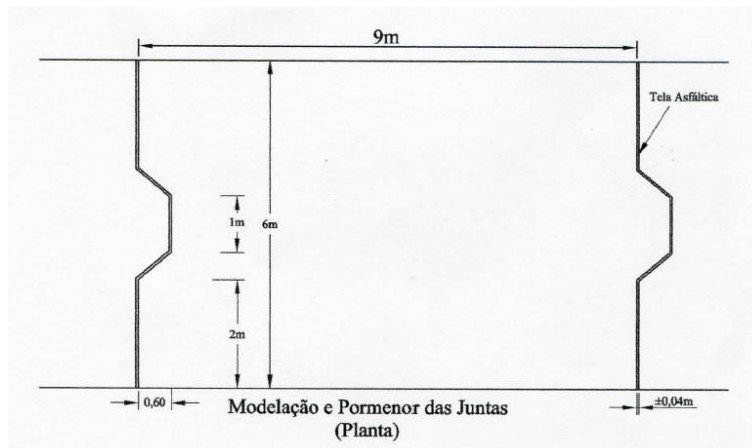 9m
Tela Asfáltica
1m
6m
2m
0,60
±0,04m
Modelação e Pormenor das Juntas
(Planta)